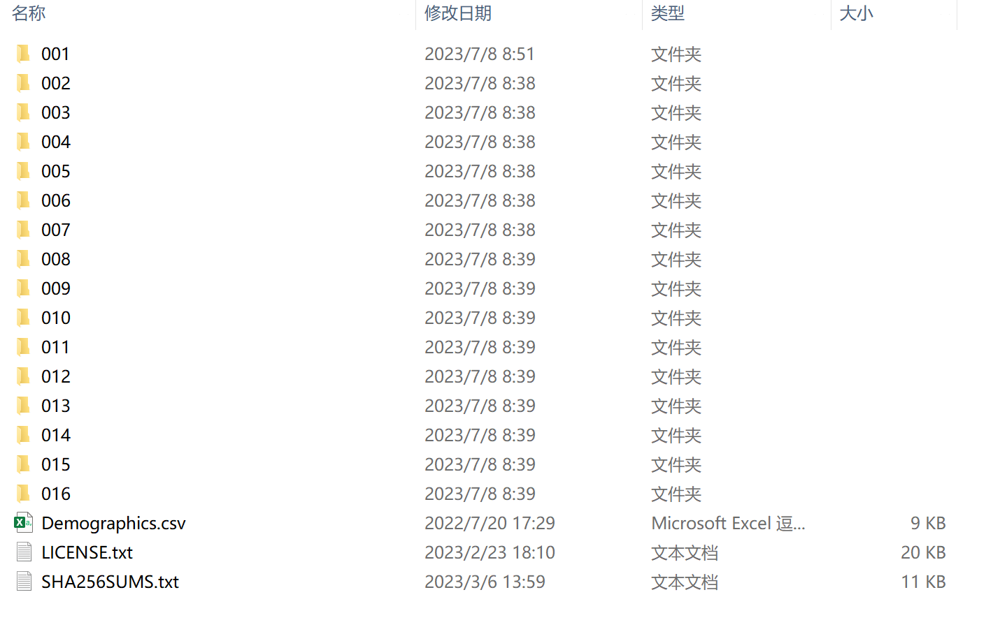 名称 修改日期 类型 大小
001 2023/7/8 8:51 文件夹
002 2023/7/8 8:38 文件夹
003 2023/7/8 8:38 文件夹
004 2023/7/8 8:38 文件夹
005 2023/7/8 8:38 文件夹
006 2023/7/8 8:38 文件夹
007 2023/7/8 8:38 文件夹
008 2023/7/8 8:39 文件夹
009 2023/7/8 8:39 文件夹
010 2023/7/8 8:39 文件夹
011 2023/7/8 8:39 文件夹
012 2023/7/8 8:39 文件夹
013 2023/7/8 8:39 文件夹
014 2023/7/8 8:39 文件夹
015 2023/7/8 8:39 文件夹
016 2023/7/8 8:39 文件夹
Demographics.csv 2022/7/20 17:29 Microsoft Excel 逗... 9 KB
LICENSE.txt 2023/2/23 18:10 文本文档 20 KB
SHA256SUMS.txt 2023/3/6 13:59 文本文档 11 KB